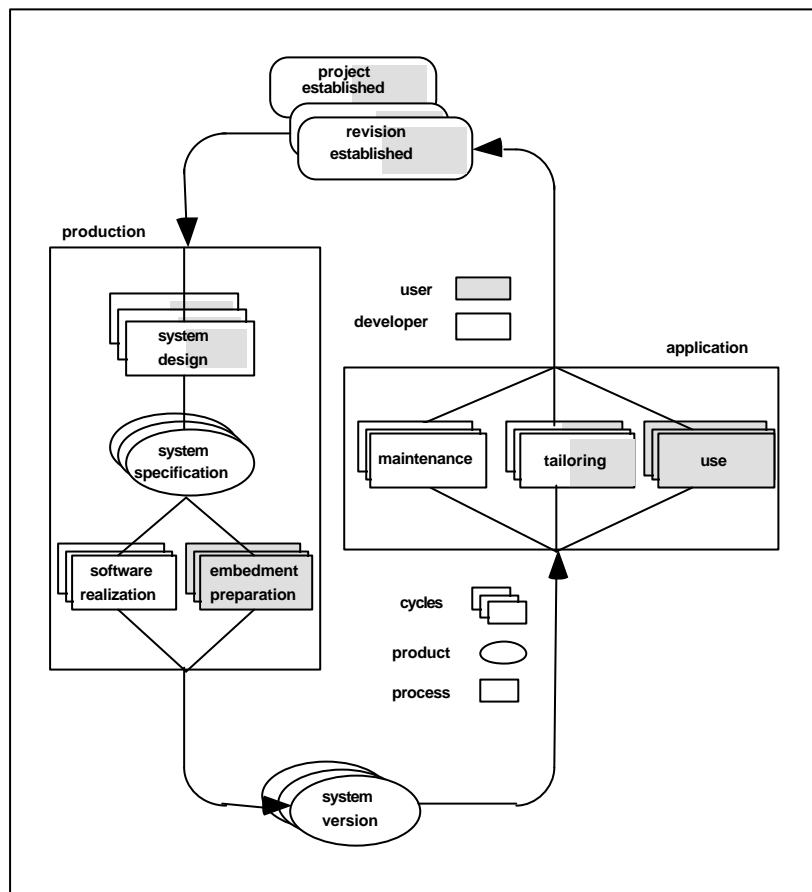 project
established
revision
established
production
user
developer
application
system
design
system
specification
maintenance
tailoring
use
software
realization
embedment
preparation
cycles
product
process
system
version